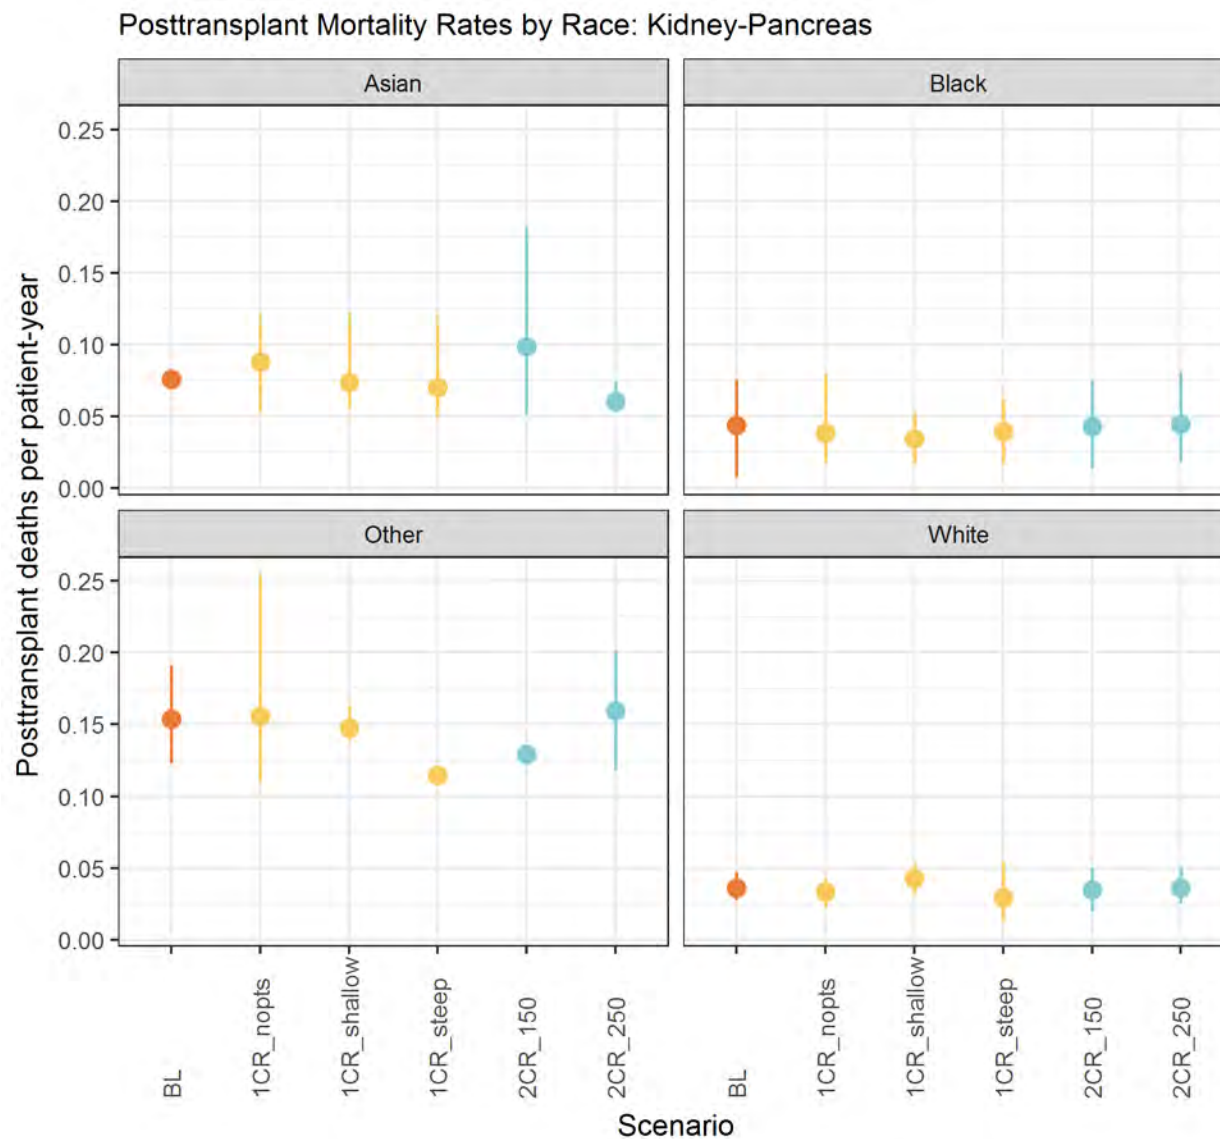 Posttransplant Mortality Rates by Race: Kidney-Pancreas
Asian
Black
0.25
0.20
0.15
0.10
0.05
0.00
Other
White
0.25
0.20
0.15
0.10
0.05
0.00
Posttransplant deaths per patient-year
BL
1CR_nopts
1CR_shallow
1CR_steep
2CR_150
2CR_250
BL
1CR_nopts
1CR_shallow
1CR_steep
2CR_150
2CR_250
Scenario